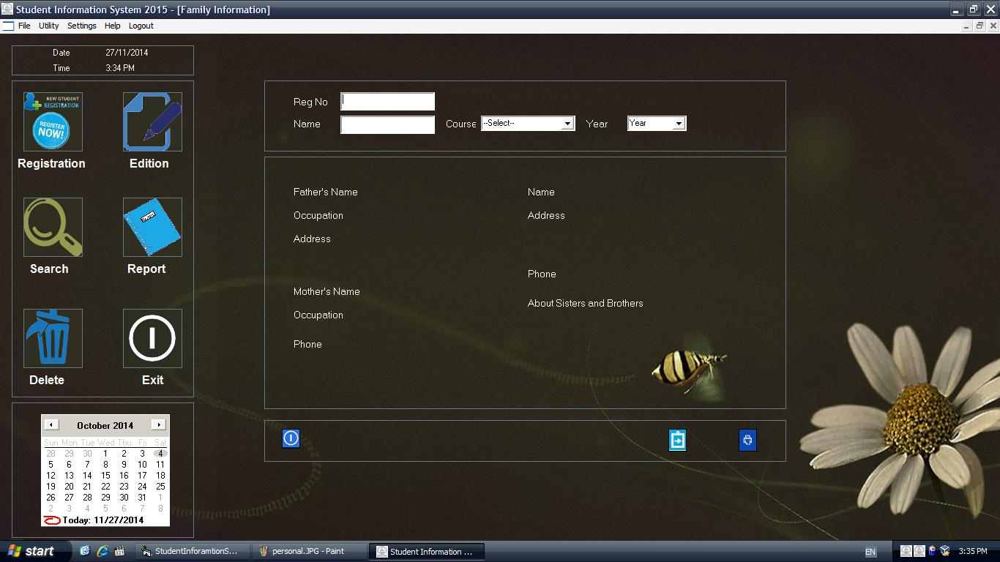 Student Information System 2015 - [Family Information]
File Utility Settings Help Logout
Date 27/11/2014
Time 3:34 PM
NEW STUDENT
REGISTRATION
REGISTER
NOW!
Registration
Edition
Search
Report
Delete
Exit
October 2014
Sun Mon Tue Wed Thu Fri Sat
28 29 30 1 2 3 4
5 6 7 8 9 10 11
12 13 14 15 16 17 18
19 20 21 22 23 24 25
26 27 28 29 30 31 1
2 3 4 5 6 7 8
Today: 11/27/2014
Reg No
Name Course --Select-- Year Year
Father's Name
Occupation
Address
Mother's Name
Occupation
Phone
Name
Address
Phone
About Sisters and Brothers
start StudentInforamtionS... personal.JPG - Paint Student Information ... EN 3:35 PM